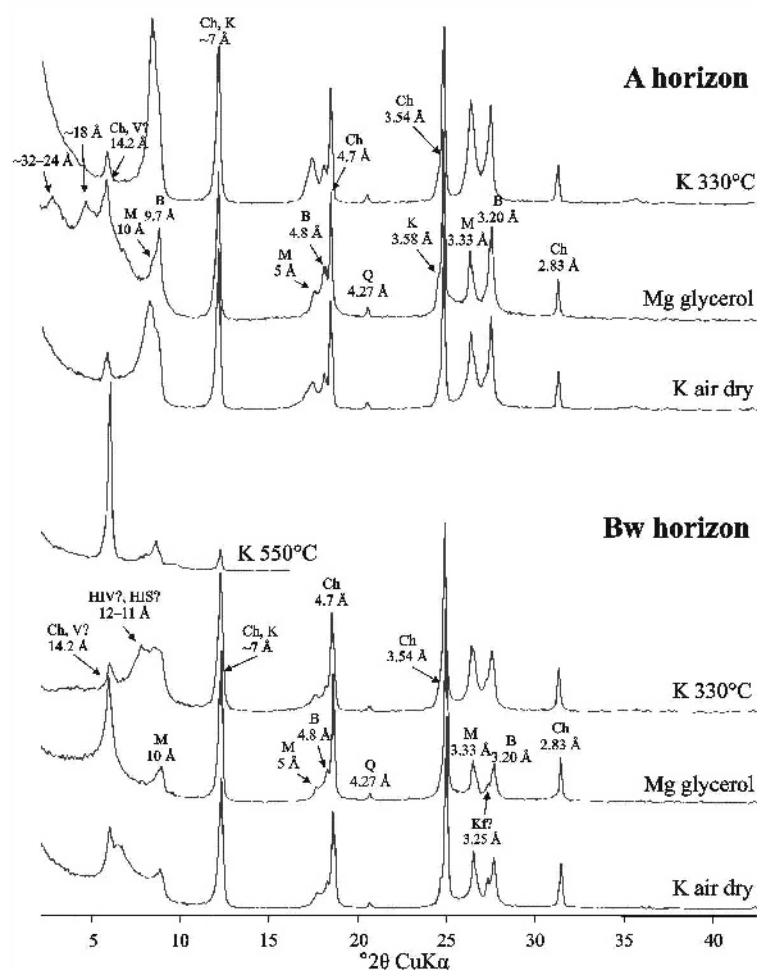 Ch, K
~7 Å
A horizon
~18 Å
Ch, V?
14.2 Å
~32–24 Å
Ch
3.54 Å
Ch
4.7 Å
K 330°C
M
10 Å
B
9.7 Å
B
4.8 Å
M
5 Å
Q
4.27 Å
K
3.58 Å
M
3.33 Å
B
3.20 Å
Ch
2.83 Å
Mg glycerol
K air dry
Bw horizon
K 550°C
HIV?, HIS?
12–11 Å
Ch, V?
14.2 Å
Ch
4.7 Å
Ch, K
~7 Å
Ch
3.54 Å
K 330°C
M
10 Å
M
5 Å
B
4.8 Å
Q
4.27 Å
M
3.33 Å
B
3.20 Å
Ch
2.83 Å
Mg glycerol
Kf?
3.25 Å
K air dry
5 10 15 20 25 30 35 40
°2θ CuKα